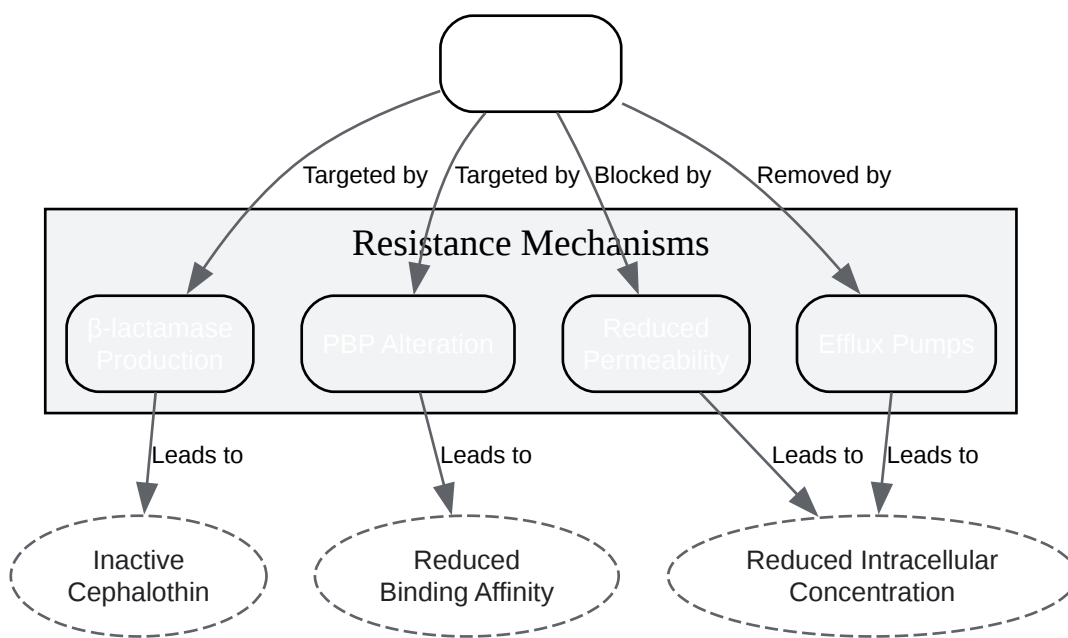 Targeted by
Targeted by
Blocked by
Removed by
Resistance Mechanisms
β-lactamase
Production
PBP Alteration
Reduced
Permeability
Efflux Pumps
Leads to
Leads to
Leads to
Leads to
Inactive
Cephalothin
Reduced
Binding Affinity
Reduced Intracellular
Concentration